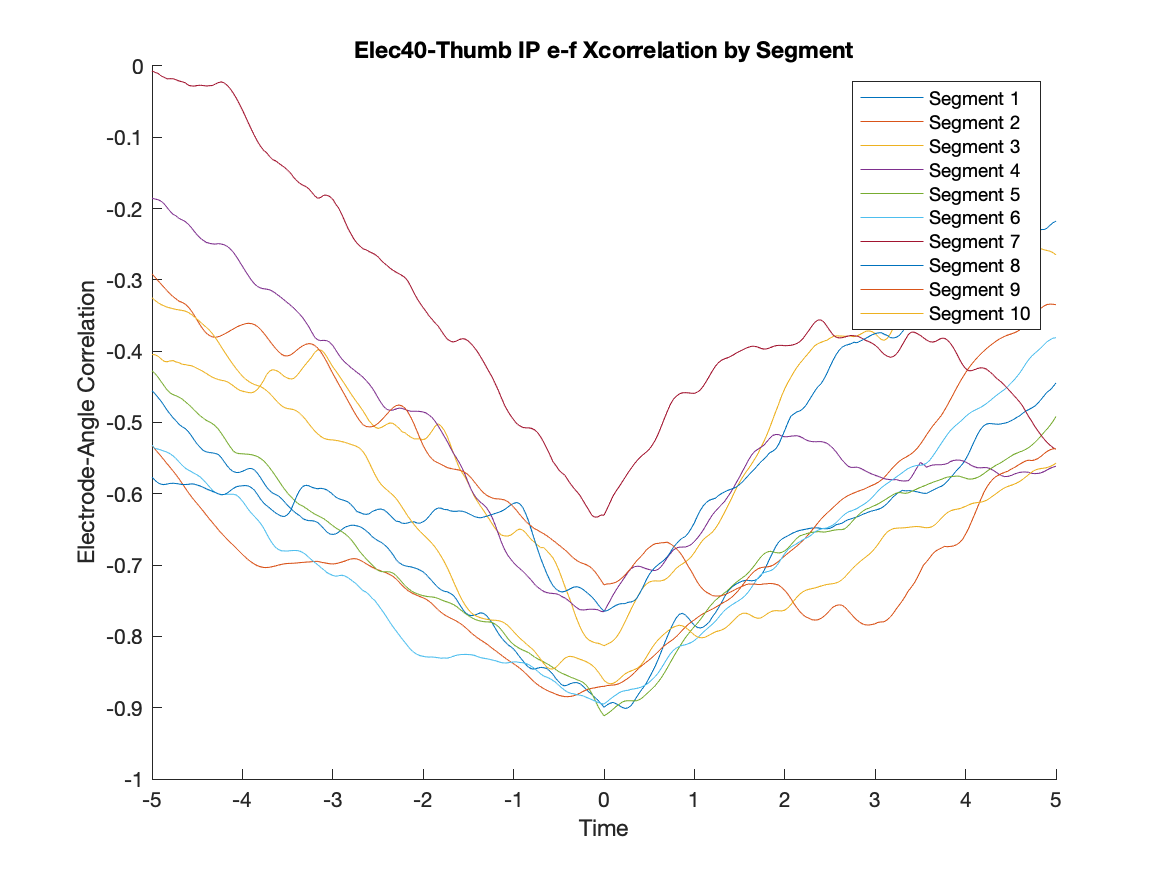 Elec40-Thumb IP e-f Xcorrelation by Segment
Electrode-Angle Correlation
0
-0.1
-0.2
-0.3
-0.4
-0.5
-0.6
-0.7
-0.8
-0.9
-1
Segment 1
Segment 2
Segment 3
Segment 4
Segment 5
Segment 6
Segment 7
Segment 8
Segment 9
Segment 10
-5 -4 -3 -2 -1 0 1 2 3 4 5
Time